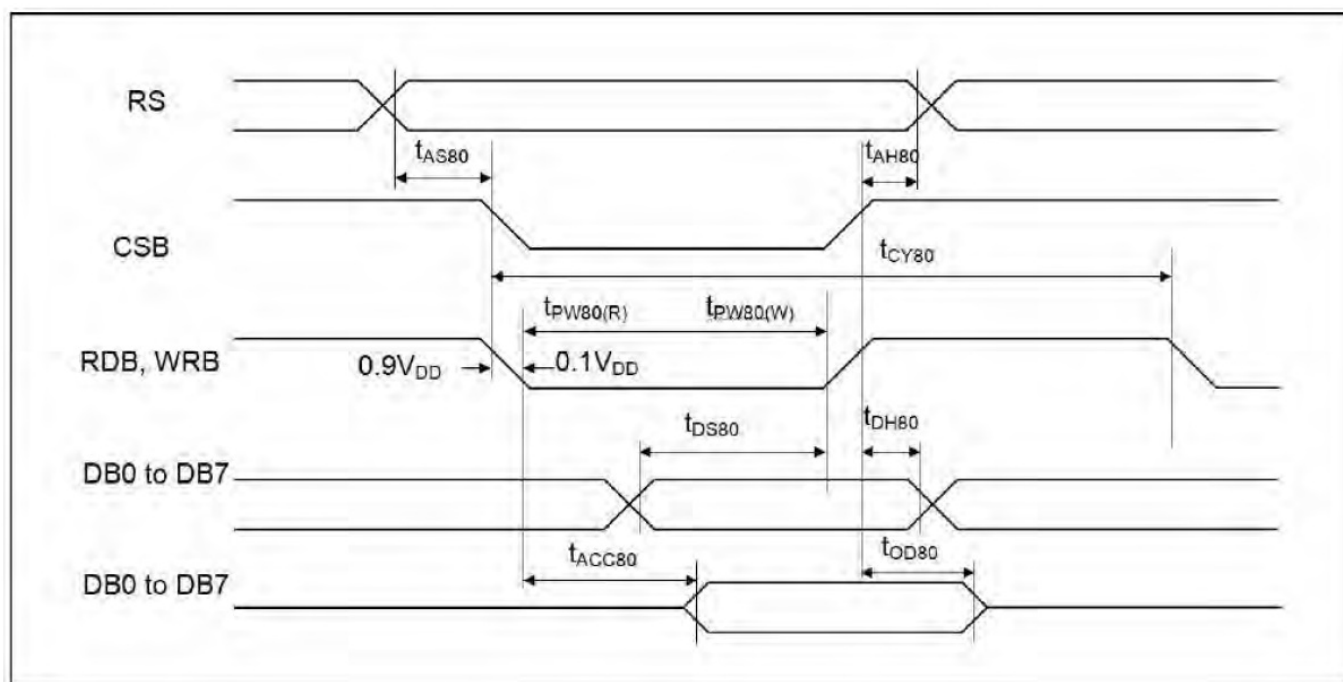 RS
tAS80
tAH80
CSB
tCY80
tPW80(R)
tPW80(W)
RDB, WRB
0.9VDD
0.1VDD
tDS80
tDH80
DB0 to DB7
tACC80
tOD80
DB0 to DB7